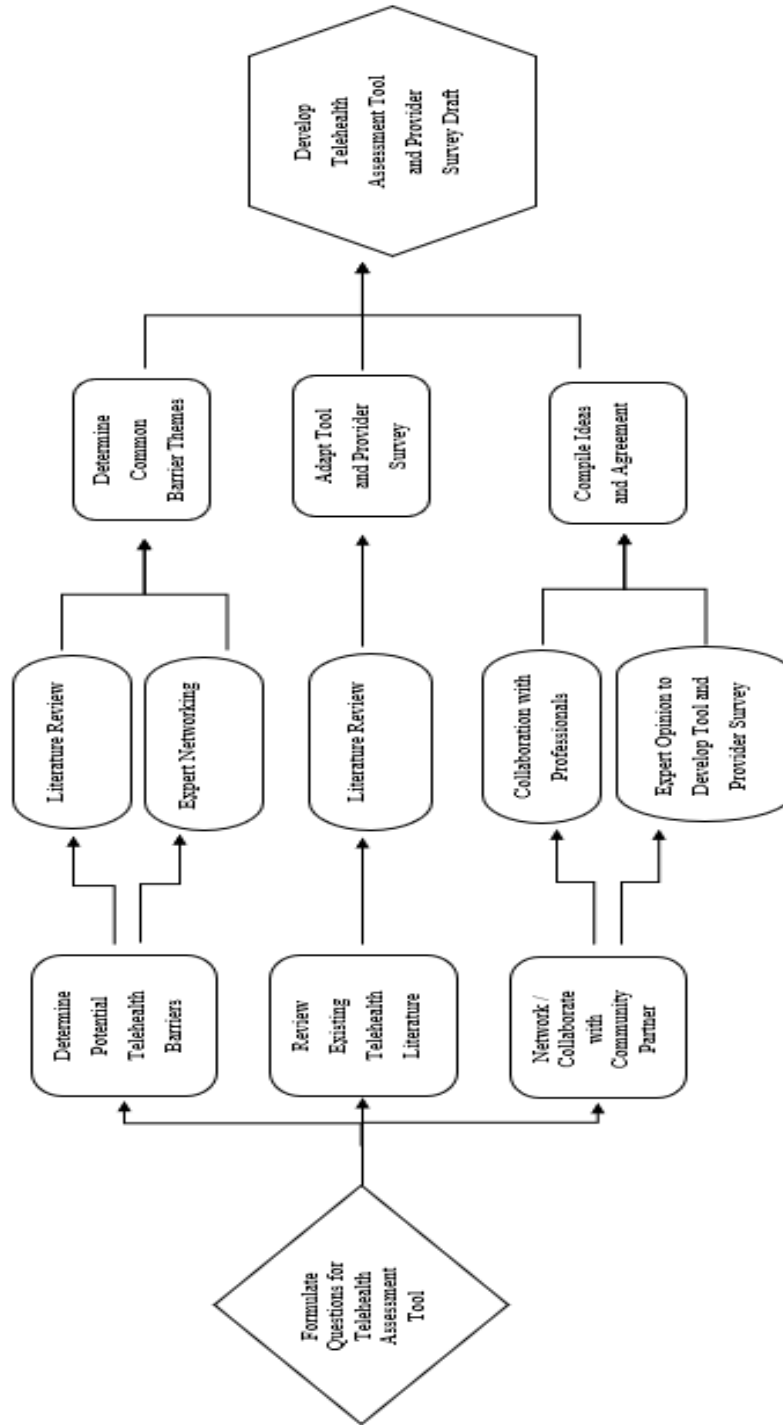 Formulate
Questions for
Telehealth
Assessment
Tool
Determine
Potential
Telehealth
Barriers
Review
Existing
Telehealth
Literature
Network /
Collaborate
with
Community
Partner
Literature Review
Expert Networking
Literature Review
Collaboration with
Professionals
Expert Opinion to
Develop Tool and
Provider Survey
Determine
Common
Barrier Themes
Adapt Tool
and Provider
Survey
Compile Ideas
and Agreement
Develop
Telehealth
Assessment Tool
and Provider
Survey Draft